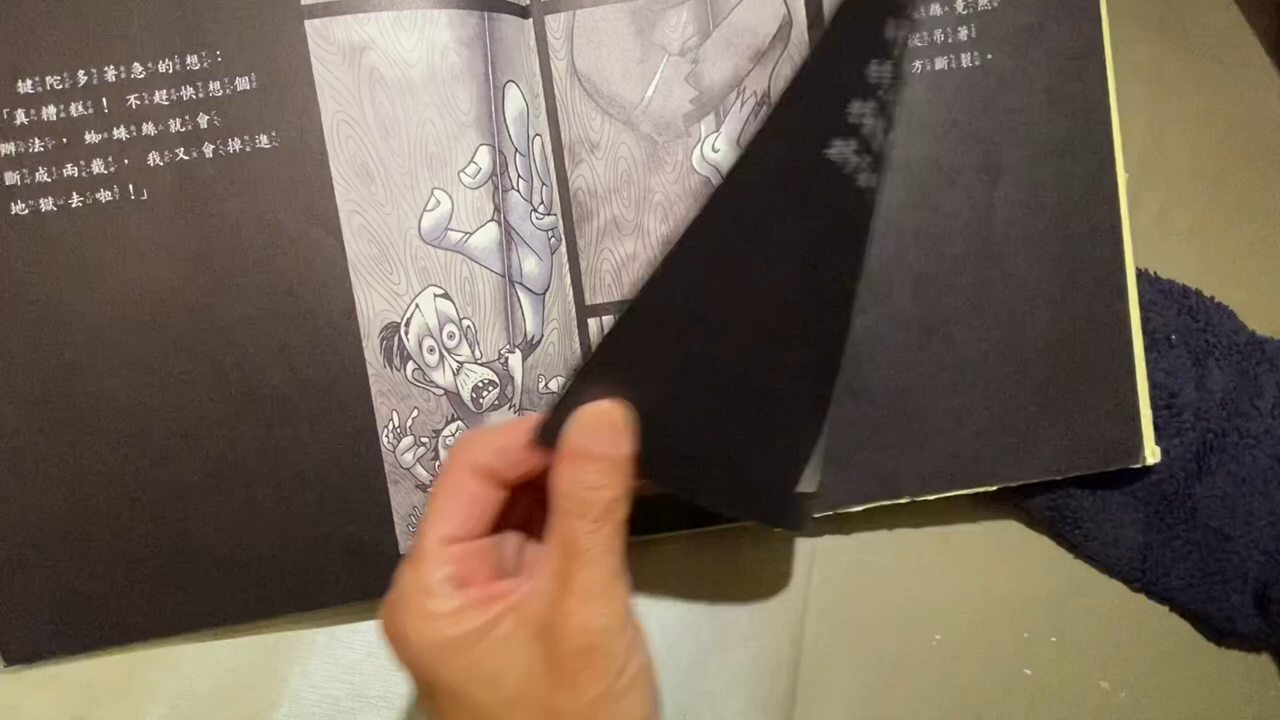 犍陀多著急的想：
「真糟糕！不趕快想個
辦法，蜘蛛絲就會
斷成兩截，我又會掉進
地獄去啦！」
絲竟然
從吊著
方斷裂。